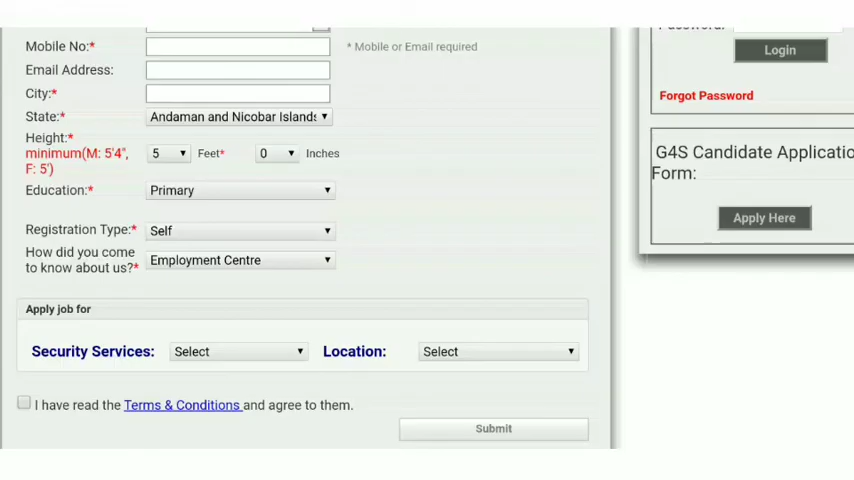 Mobile No:* * Mobile or Email required
Email Address:
City:*
State:* Andaman and Nicobar Islands
Height:*
minimum(M: 5'4",
F: 5')
5 Feet* 0 Inches
Education:* Primary
Registration Type:* Self
How did you come
to know about us?*
Employment Centre
Apply job for
Security Services: Select Location: Select
I have read the Terms & Conditions and agree to them.
Submit
Password:
Login
Forgot Password
G4S Candidate Applicatio
Form:
Apply Here